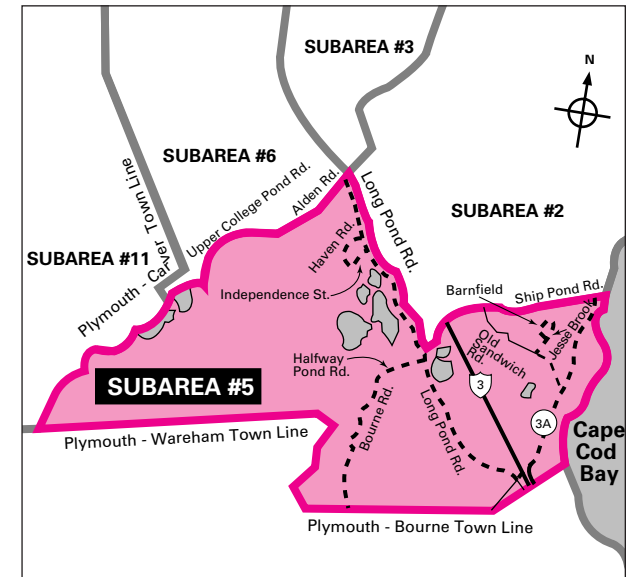 SUBAREA #3
N
SUBAREA #6
Upper College Pond Rd.
Alden Rd.
Long Pond Rd.
SUBAREA #2
Plymouth - Carver Town Line
SUBAREA #11
Haven Rd.
Independence St.
Barnfield
Ship Pond Rd.
Jesse Brook
Old
Sandwich
Rd.
Halfway
Pond Rd.
3
SUBAREA #5
Bourne Rd.
Long Pond Rd.
3A
Cape
Cod
Bay
Plymouth - Wareham Town Line
Plymouth - Bourne Town Line